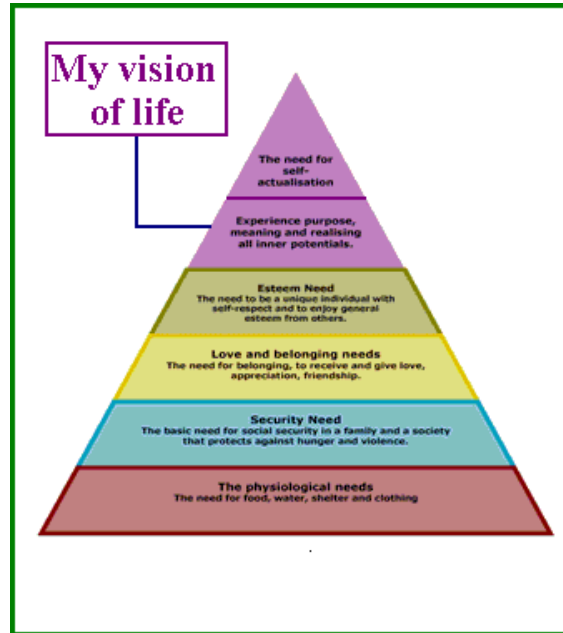 My vision
of life
The need for
self-
actualisation
Experience purpose,
meaning and realising
all inner potentials.
Esteem Need
The need to be a unique individual with
self-respect and to enjoy general
esteem from others.
Love and belonging needs
The need for belonging, to receive and give love,
appreciation, friendship.
Security Need
The basic need for social security in a family and a society
that protects against hunger and violence.
The physiological needs
The need for food, water, shelter and clothing
.